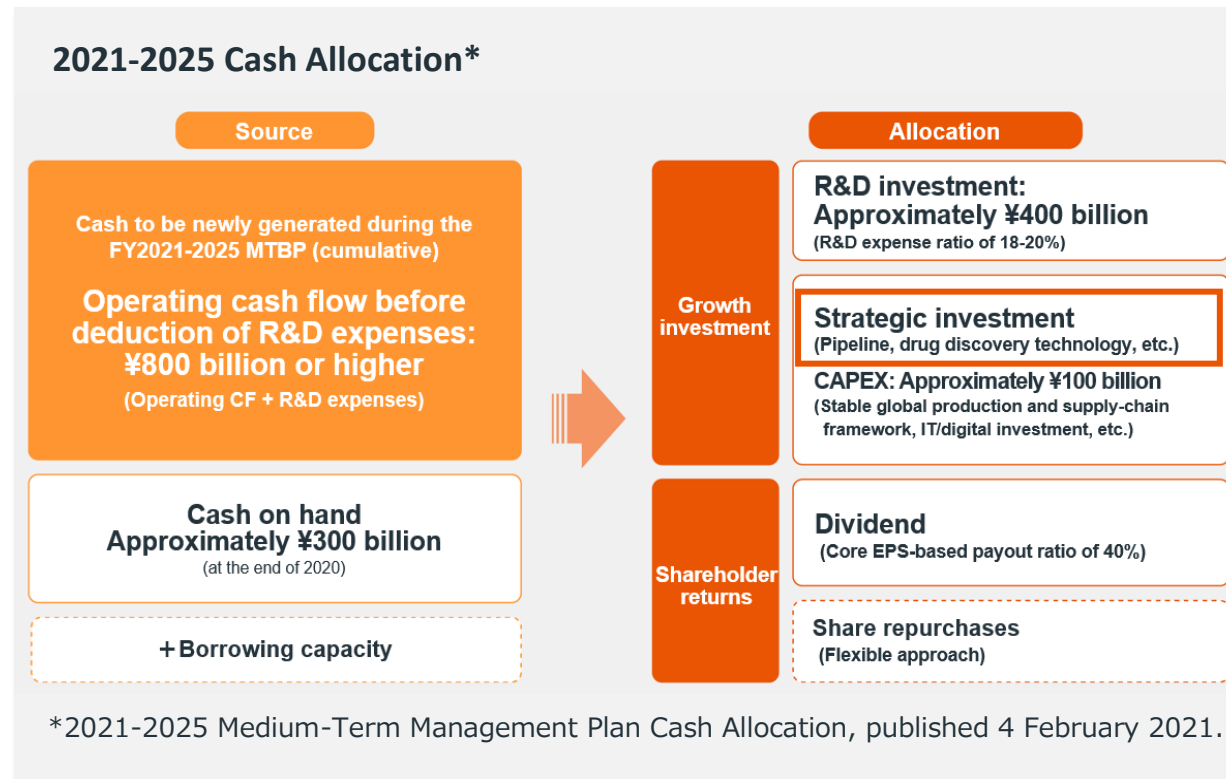 2021-2025 Cash Allocation*
Source
Cash to be newly generated during the
FY2021-2025 MTBP (cumulative)
Operating cash flow before
deduction of R&D expenses:
¥800 billion or higher
(Operating CF + R&D expenses)
Cash on hand
Approximately ¥300 billion
(at the end of 2020)
+Borrowing capacity
Allocation
Growth
investment
R&D investment:
Approximately ¥400 billion
(R&D expense ratio of 18-20%)
Strategic investment
(Pipeline, drug discovery technology, etc.)
CAPEX: Approximately ¥100 billion
(Stable global production and supply-chain
framework, IT/digital investment, etc.)
Shareholder
returns
Dividend
(Core EPS-based payout ratio of 40%)
Share repurchases
(Flexible approach)
*2021-2025 Medium-Term Management Plan Cash Allocation, published 4 February 2021.